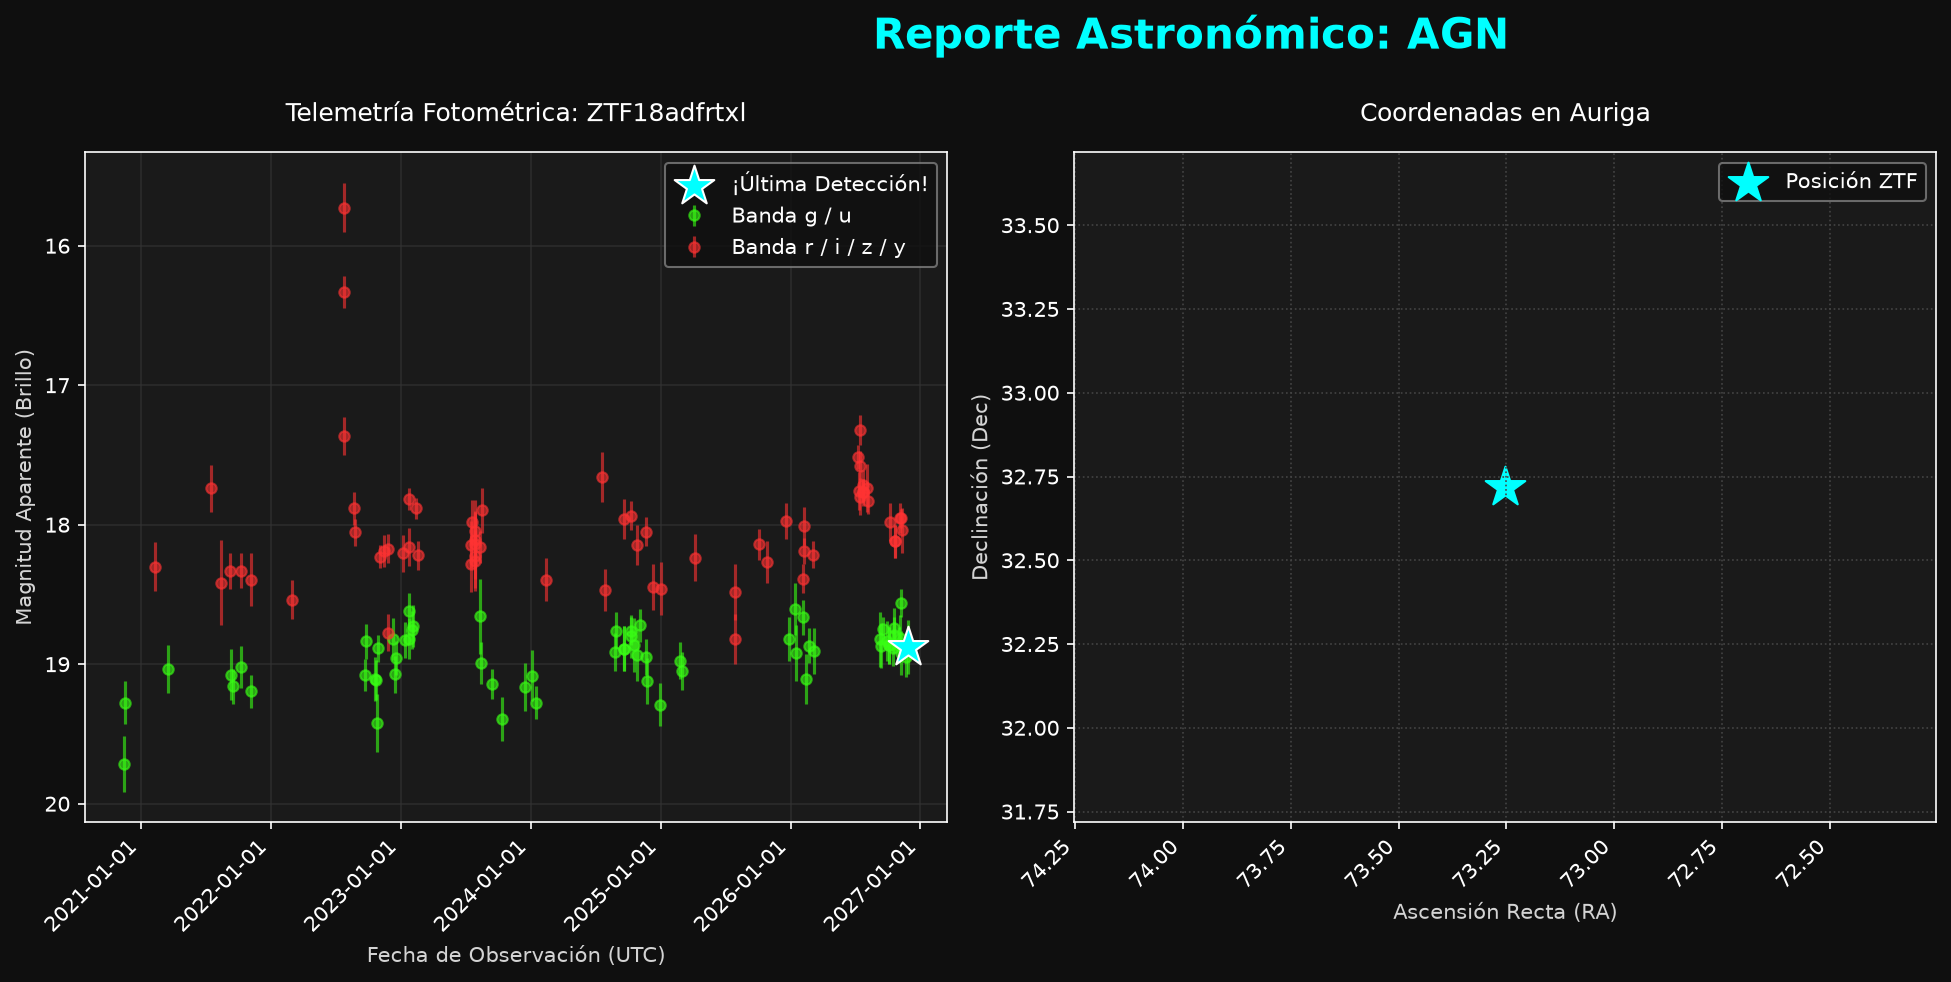 Reporte Astronómico: AGN
Telemetría Fotométrica: ZTF18adfrtxl
¡Última Detección!
Banda g / u
Banda r / i / z / y
Magnitud Aparente (Brillo)
16
17
18
19
20
2021-01-01
2022-01-01
2023-01-01
2024-01-01
2025-01-01
2026-01-01
2027-01-01
Fecha de Observación (UTC)
Coordenadas en Auriga
Posición ZTF
Declinación (Dec)
33.50
33.25
33.00
32.75
32.50
32.25
32.00
31.75
74.25
74.00
73.75
73.50
73.25
73.00
72.75
72.50
Ascensión Recta (RA)